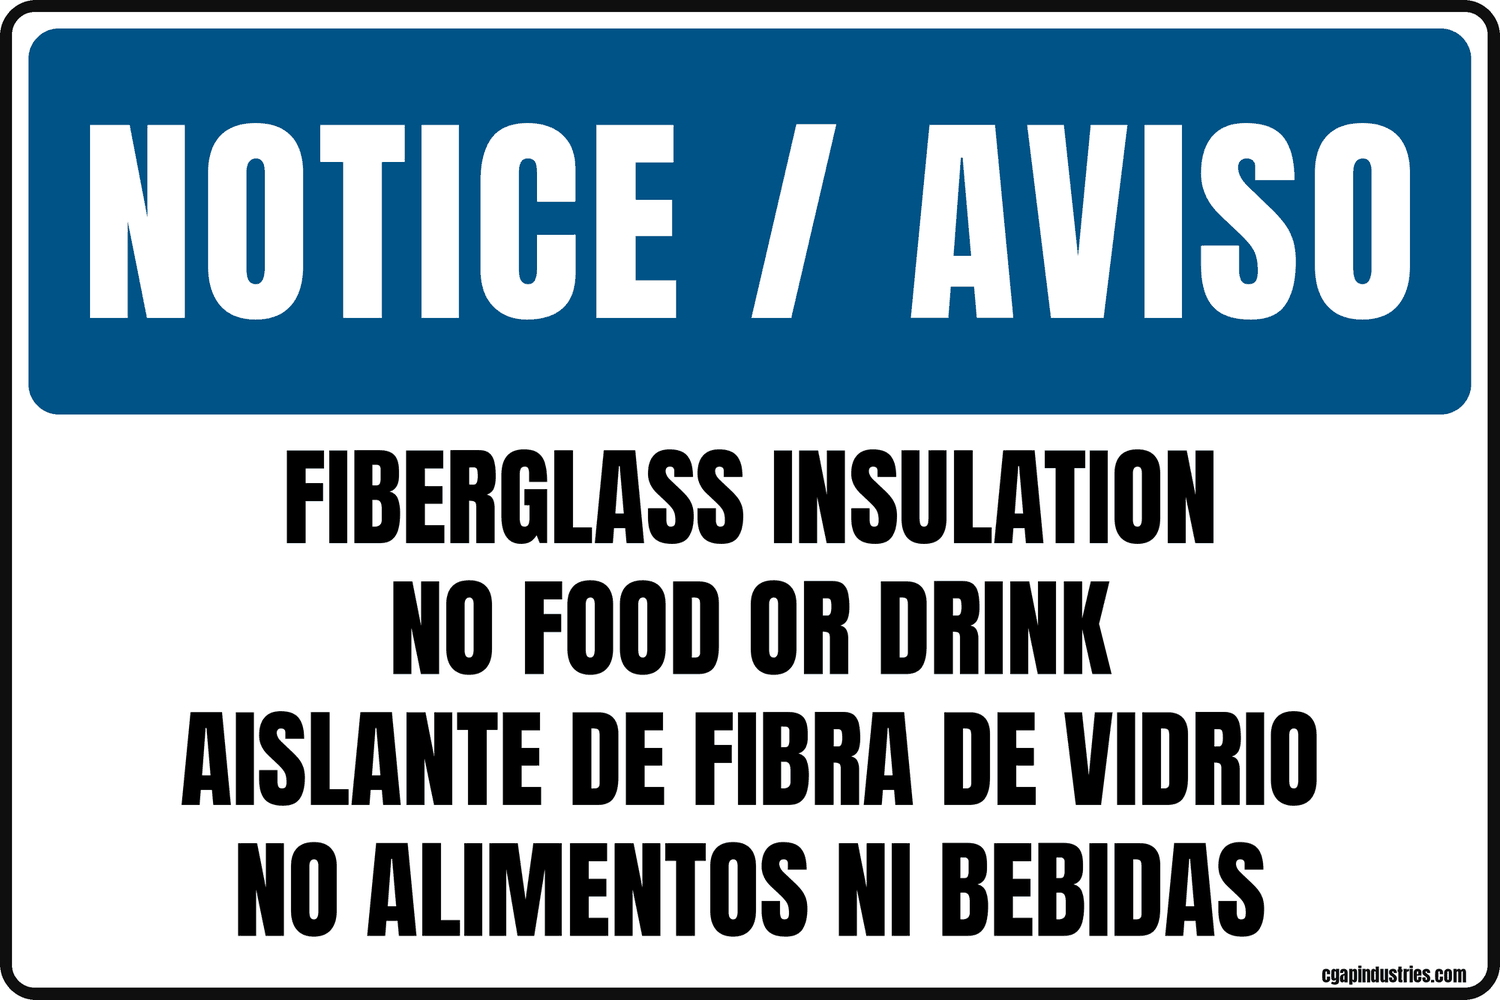 NOTICE / AVISO
FIBERGLASS INSULATION
NO FOOD OR DRINK
AISLANTE DE FIBRA DE VIDRIO
NO ALIMENTOS NI BEBIDAS
cgapindustries.com